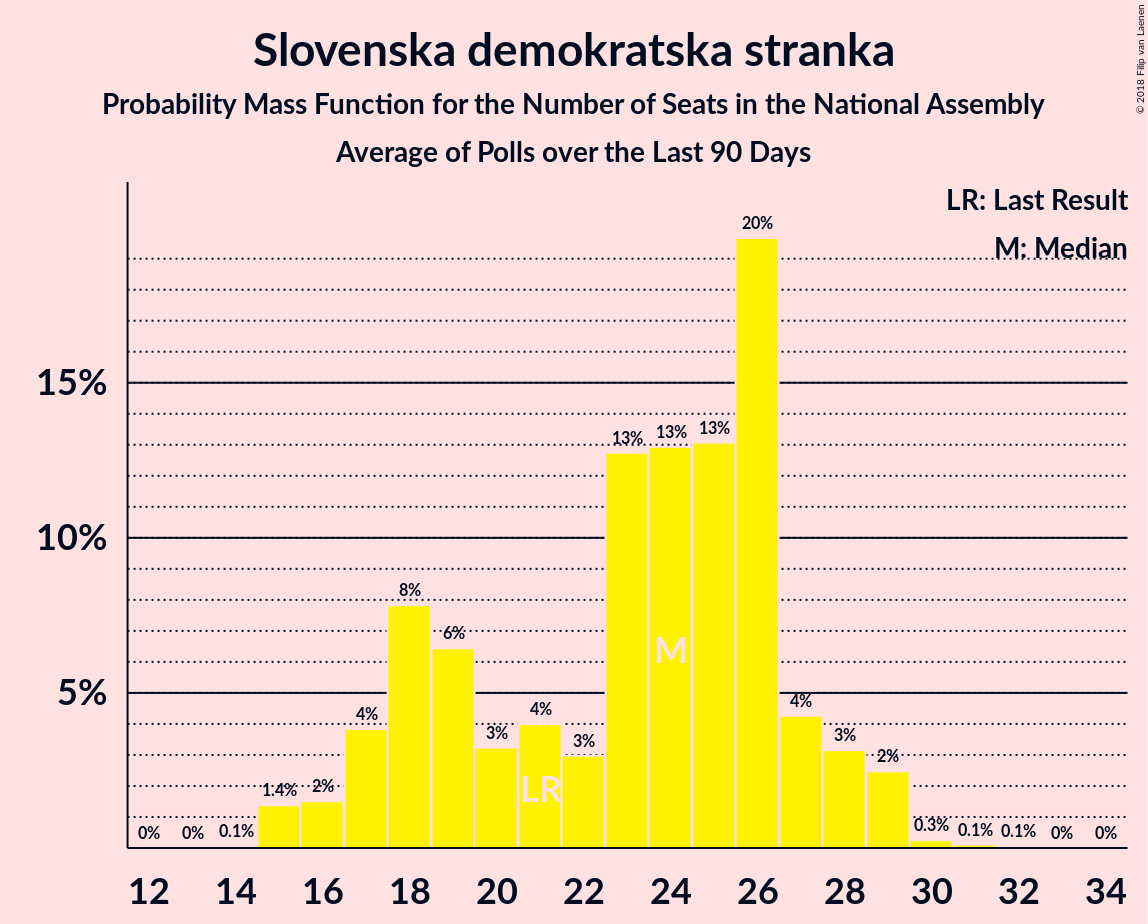 Slovenska demokratska stranka
Probability Mass Function for the Number of Seats in the National Assembly
Average of Polls over the Last 90 Days
© 2018 Filip van Laenen
LR: Last Result
M: Median
15%
10%
5%
0% 0% 0.1% 1.4% 2% 4% 8% 6% 3% 4% 3% 13% 13% 13% 20% 4% 3% 2% 0.3% 0.1% 0.1% 0% 0%
M
LR
12 14 16 18 20 22 24 26 28 30 32 34